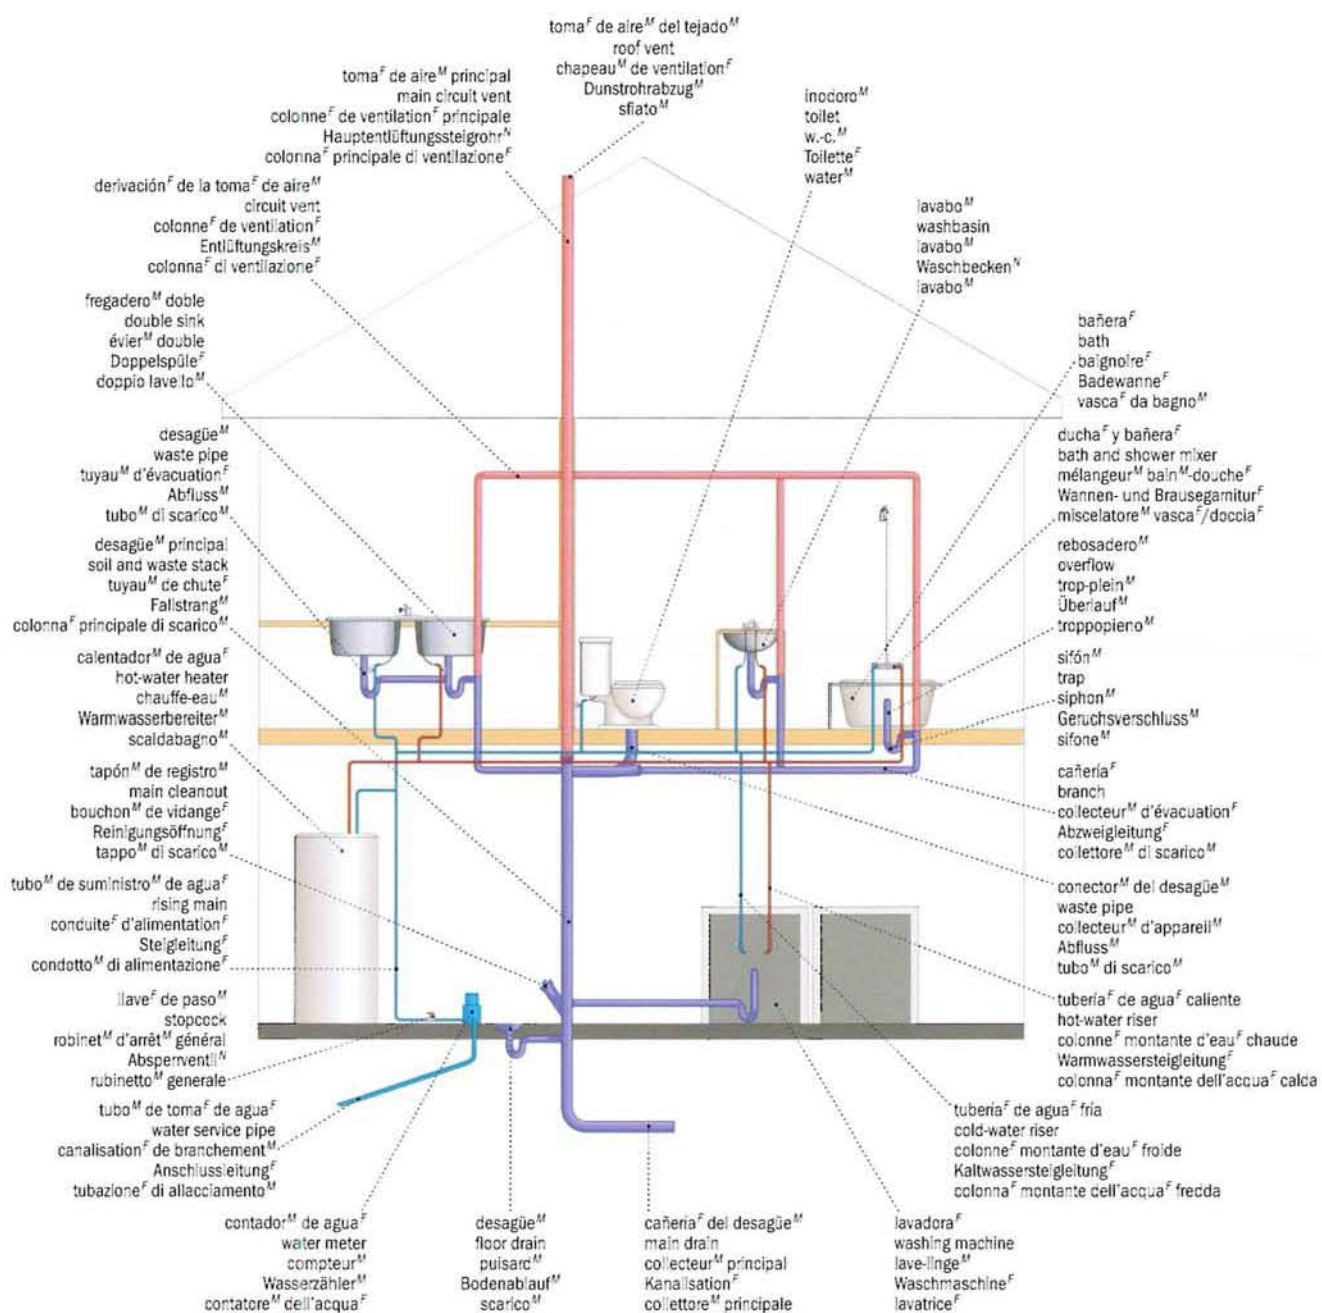 toma^F de aire^M del tejado^M
roof vent
chapeau^M de ventilation^F
Dunstrohrabzug^M
sfiato^M
toma^F de aire^M principal
main circuit vent
colonne^F de ventilation^F principale
Hauptentlüftungssteigrohr^N
colonna^F principale di ventilazione^F
inodoro^M
toilet
w.-c.^M
Toilette^F
water^M
derivación^F de la toma^F de aire^M
circuit vent
colonne^F de ventilation^F
Entlüftungskreis^M
colonna^F di ventilazione^F
lavabo^M
washbasin
lavabo^M
Waschbecken^N
lavabo^M
fregadero^M doble
double sink
évier^M double
Doppelspüle^F
doppio lavello^M
bañera^F
bath
baignoire^F
Badewanne^F
vasca^F da bagno^M
desagüe^M
waste pipe
tuyau^M d'évacuation^F
Abfluss^M
tubo^M di scarico^M
ducha^F y bañera^F
bath and shower mixer
mélangeur^M bain^M-douche^F
Wannen- und Brausegarnitur^F
miscelatore^M vasca^F/doccia^F
desagüe^M principal
soil and waste stack
tuyau^M de chute^F
Fallstrang^M
colonna^F principale di scarico^M
rebosadero^M
overflow
trop-plein^M
Überlauf^M
troppopieno^M
calentador^M de agua^F
hot-water heater
chauffe-eau^M
Warmwasserbereiter^M
scaldabagno^M
sifón^M
trap
siphon^M
Geruchsverschluss^M
sifone^M
tapón^M de registro^M
main cleanout
bouchon^M de vidange^F
Reinigungsöffnung^F
tappo^M di scarico^M
cañería^F
branch
collecteur^M d'évacuation^F
Abzweigleitung^F
collettore^M di scarico^M
tubo^M de suministro^M de agua^F
rising main
conduite^F d'alimentation^F
Steigleitung^F
condotto^M di alimentazione^F
conector^M del desagüe^M
waste pipe
collecteur^M d'appareil^M
Abfluss^M
tubo^M di scarico^M
llave^F de paso^M
stopcock
robinet^M d'arrêt^M général
Absperrventil^N
rubinetto^M generale
tubería^F de agua^F caliente
hot-water riser
colonne^F montante d'eau^F chaude
Warmwassersteigleitung^F
colonna^F montante dell'acqua^F calda
tubo^M de toma^F de agua^F
water service pipe
canalisation^F de branchement^M
Anschlussleitung^F
tubazione^F di allacciamento^M
tubería^F de agua^F fría
cold-water riser
colonne^F montante d'eau^F froide
Kaltwassersteigleitung^F
colonna^F montante dell'acqua^F fredda
contador^M de agua^F
water meter
compteur^M
Wasserzähler^M
contatore^M dell'acqua^F
desagüe^M
floor drain
puisard^M
Bodenablauf^M
scarico^M
cañería^F del desagüe^M
main drain
collecteur^M principal
Kanalisation^F
collettore^M principale
lavadora^F
washing machine
lave-linge^M
Waschmaschine^F
lavatrice^F